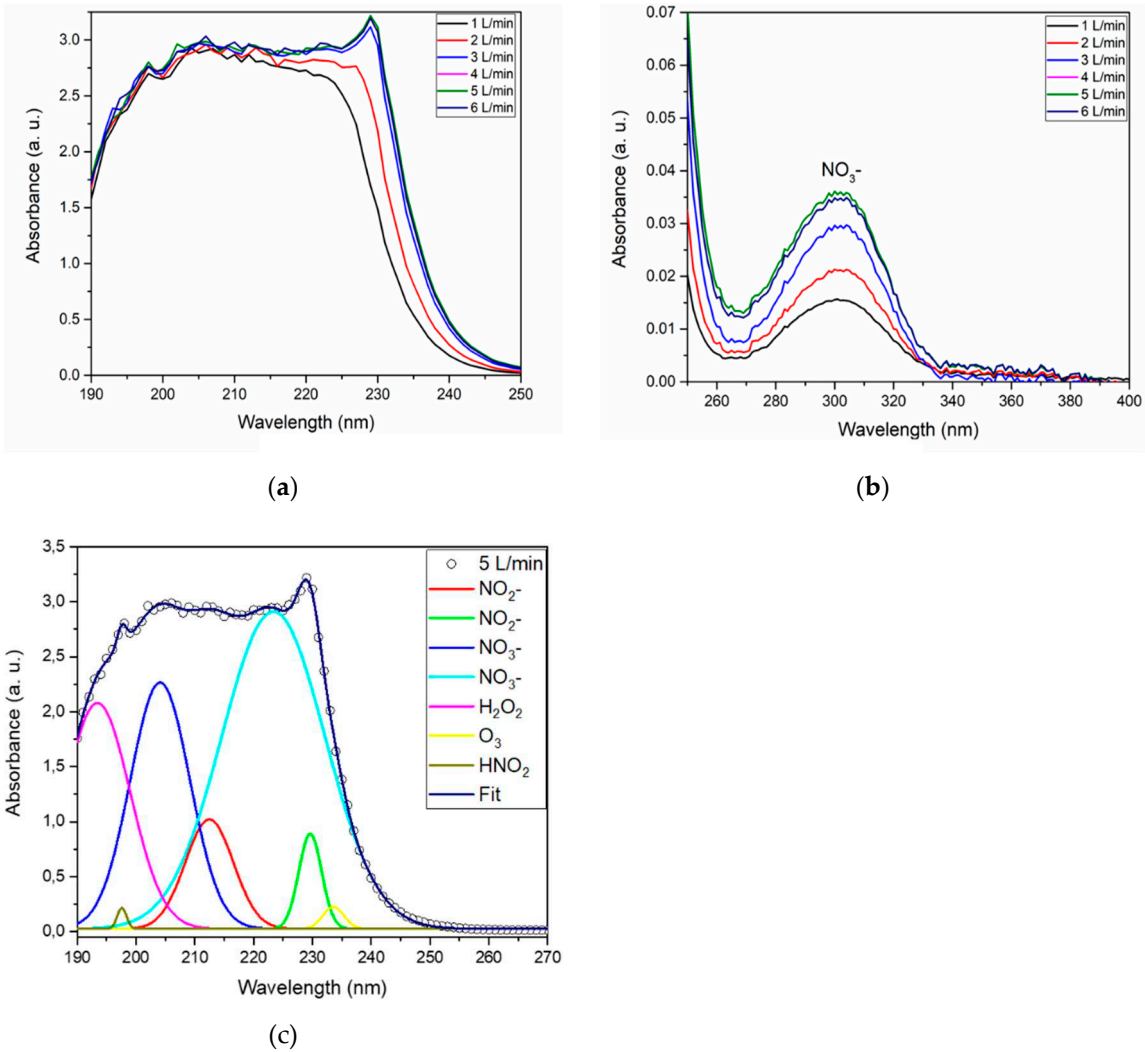 1 L/min
2 L/min
3 L/min
4 L/min
5 L/min
6 L/min
3.0
2.5
2.0
1.5
1.0
0.5
0.0
Absorbance (a. u.)
190 200 210 220 230 240 250
Wavelength (nm)
(a)
1 L/min
2 L/min
3 L/min
4 L/min
5 L/min
6 L/min
NO3-
0.07
0.06
0.05
0.04
0.03
0.02
0.01
0.00
Absorbance (a. u.)
260 280 300 320 340 360 380 400
Wavelength (nm)
(b)
5 L/min
NO2-
NO2-
NO3-
NO3-
H2O2
O3
HNO2
Fit
3,5
3,0
2,5
2,0
1,5
1,0
0,5
0,0
Absorbance (a. u.)
190 200 210 220 230 240 250 260 270
Wavelength (nm)
(c)